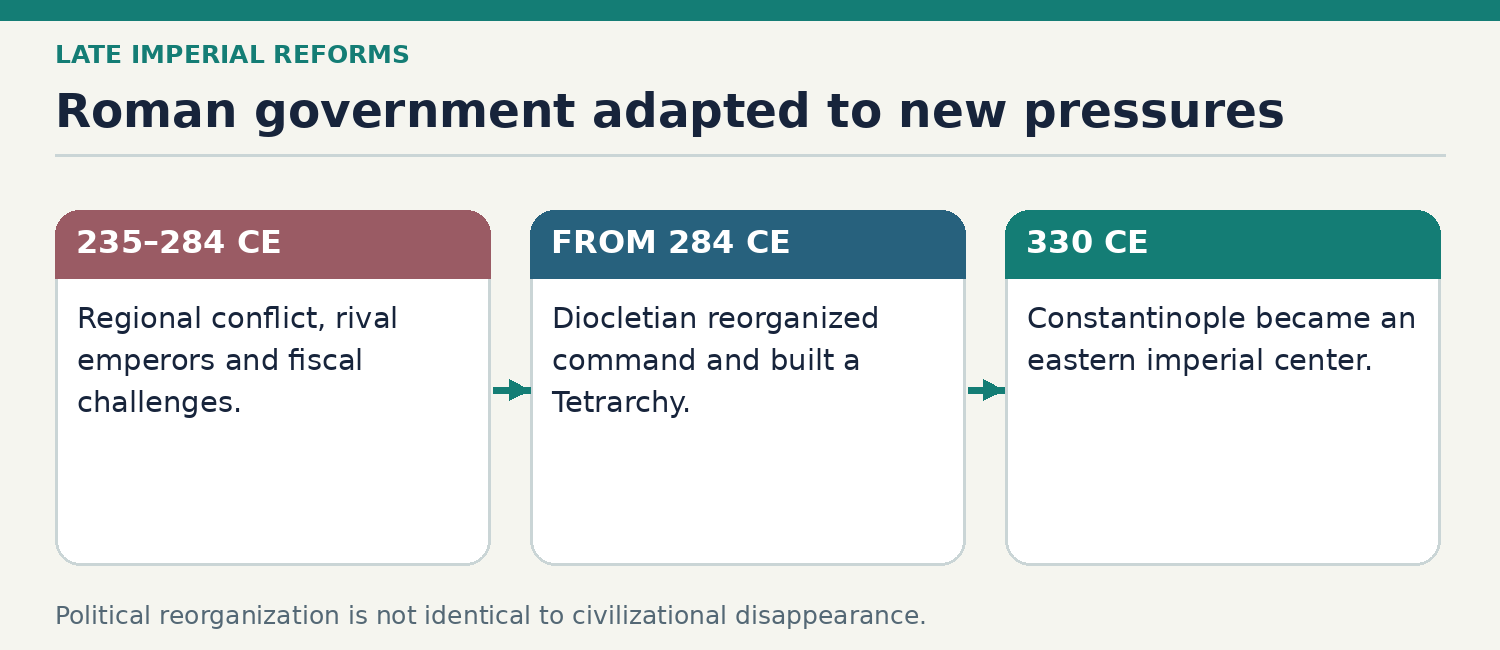 LATE IMPERIAL REFORMS
Roman government adapted to new pressures
235–284 CE
Regional conflict, rival
emperors and fiscal
challenges.
FROM 284 CE
Diocletian reorganized
command and built a
Tetrarchy.
330 CE
Constantinople became an
eastern imperial center.
Political reorganization is not identical to civilizational disappearance.